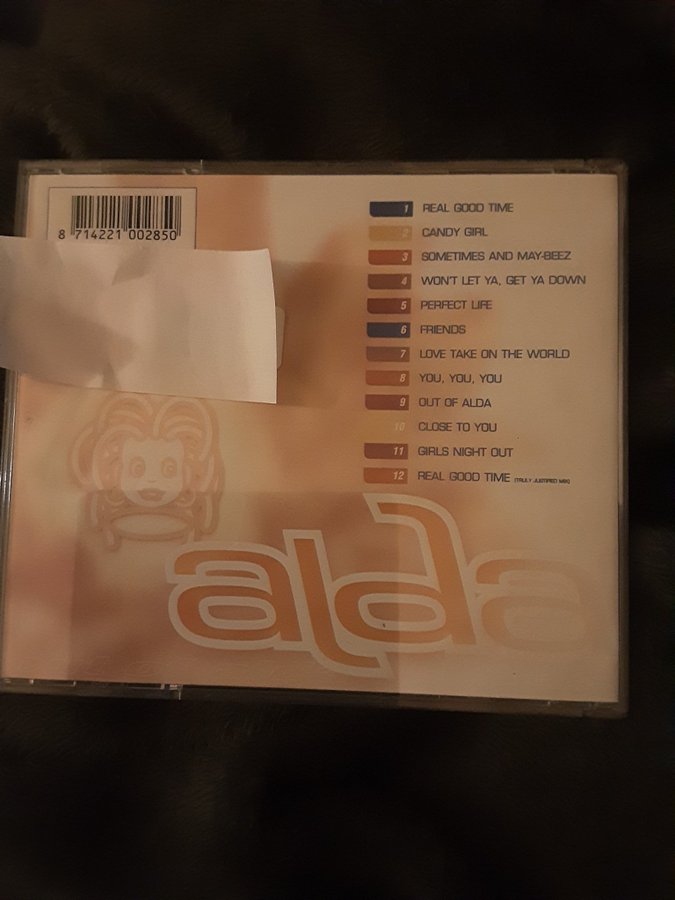 8 714221 002850
1 REAL GOOD TIME
2 CANDY GIRL
3 SOMETIMES AND MAY-BEEZ
4 WON'T LET YA, GET YA DOWN
5 PERFECT LIFE
6 FRIENDS
7 LOVE TAKE ON THE WORLD
8 YOU, YOU, YOU
9 OUT OF ALDA
10 CLOSE TO YOU
11 GIRLS NIGHT OUT
12 REAL GOOD TIME (TRULY JUSTIFIED MIX)
alda